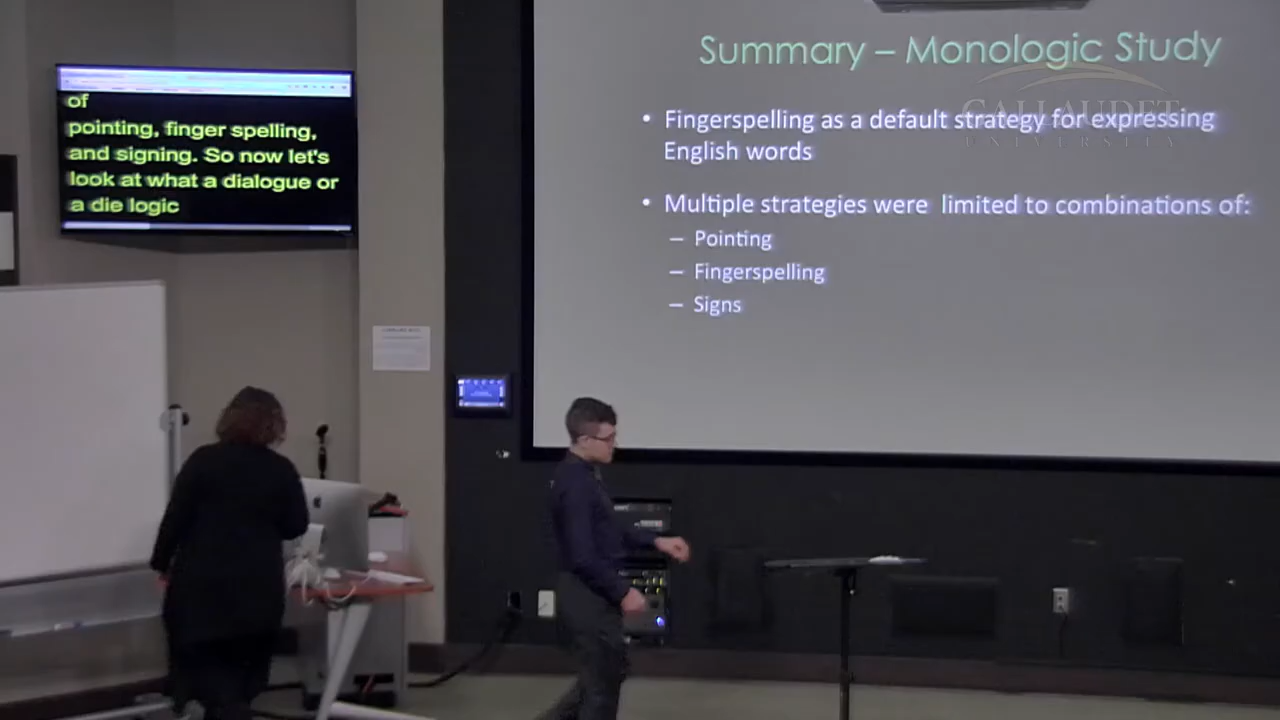 of
pointing, finger spelling,
and signing. So now let's
look at what a dialogue or
a die logic
Summary – Monologic Study
GALLAUDET
UNIVERSITY
• Fingerspelling as a default strategy for expressing
English words
• Multiple strategies were limited to combinations of:
– Pointing
– Fingerspelling
– Signs